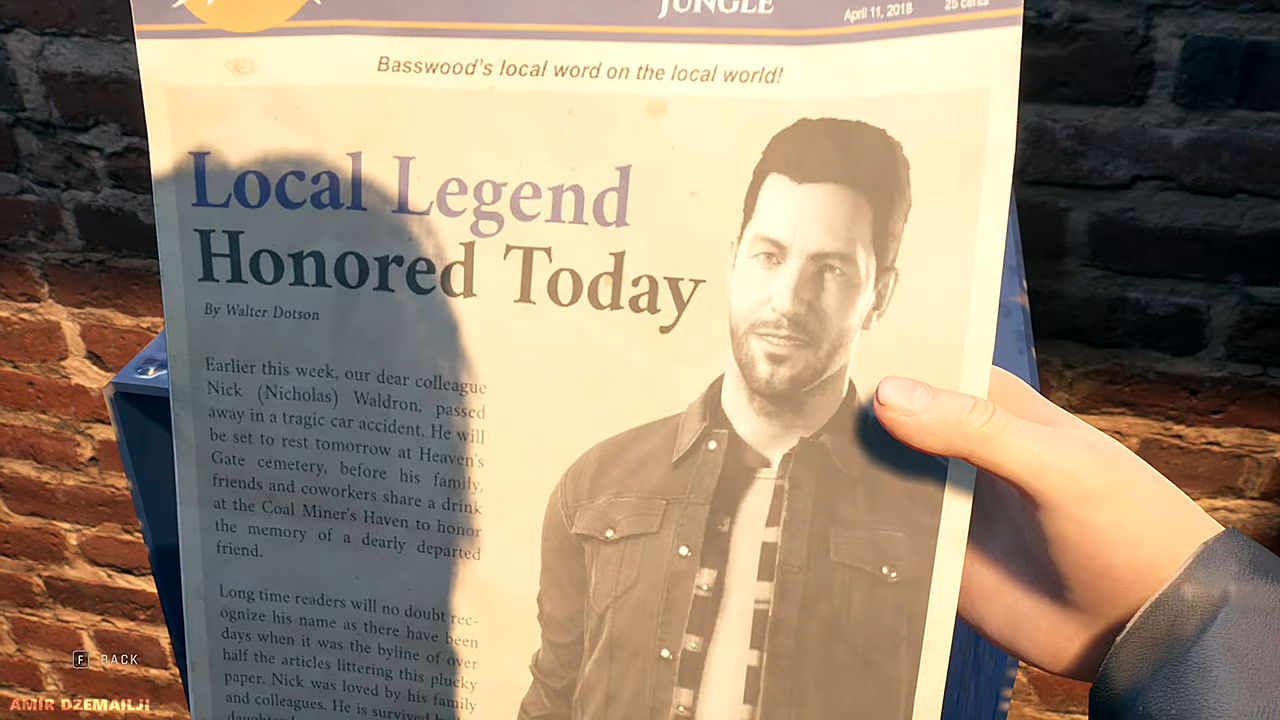 JUNGLE
April 11, 2018
25 cents
Basswood's local word on the local world!
Local Legend
Honored Today
By Walter Dotson
Earlier this week, our dear colleague
Nick (Nicholas) Waldron, passed
away in a tragic car accident. He will
be set to rest tomorrow at Heaven's
Gate cemetery, before his family,
friends and coworkers share a drink
at the Coal Miner's Haven to honor
the memory of a dearly departed
friend.
Long time readers will no doubt rec-
ognize his name as there have been
days when it was the byline of over
half the articles littering this plucky
paper. Nick was loved by his family
and colleagues. He is survived by
F BACK
AMIR DŽEMAILJI